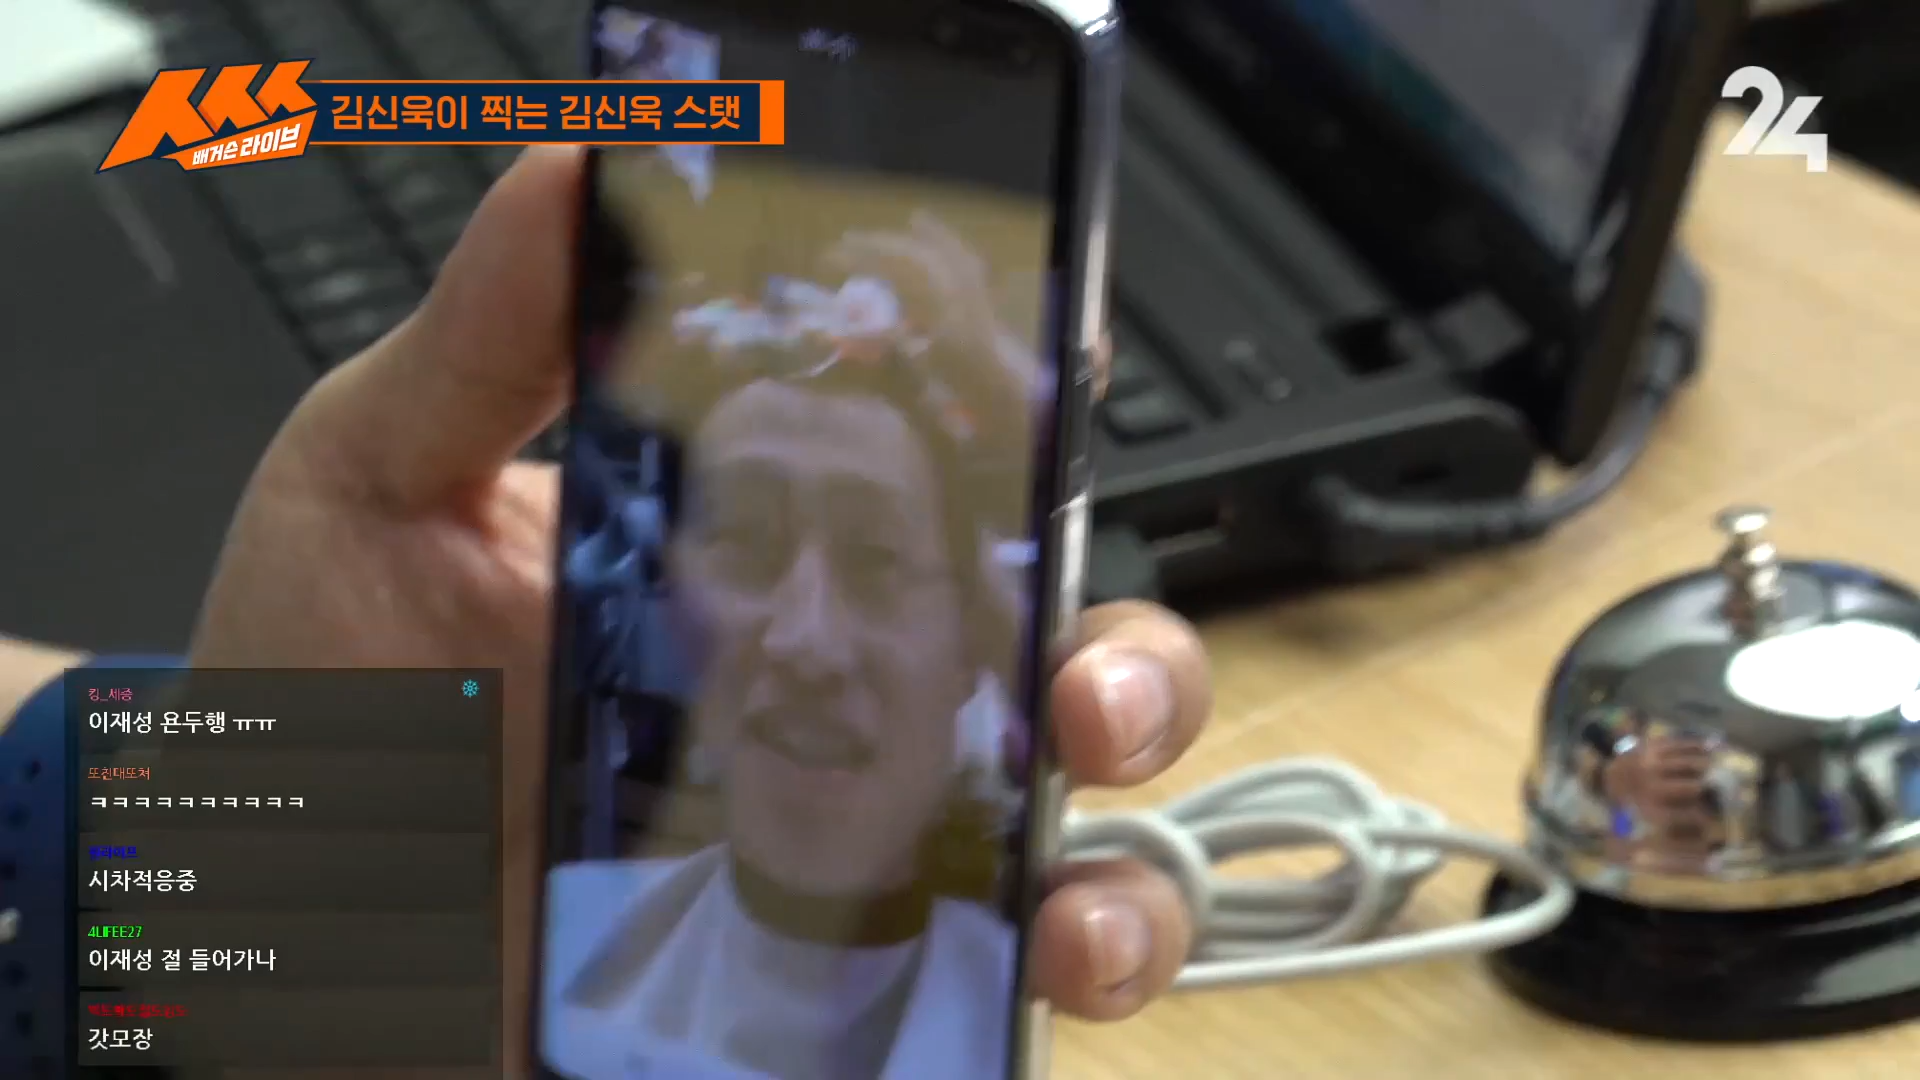 배거슨 라이브
김신욱이 찍는 김신욱 스탯
24
킹_세종
이재성 욘두행 ㅠㅠ
또친대또처
ㅋㅋㅋㅋㅋㅋㅋㅋㅋㅋ
시차적응중
4LIFEE27
이재성 절 들어가나
갓모장